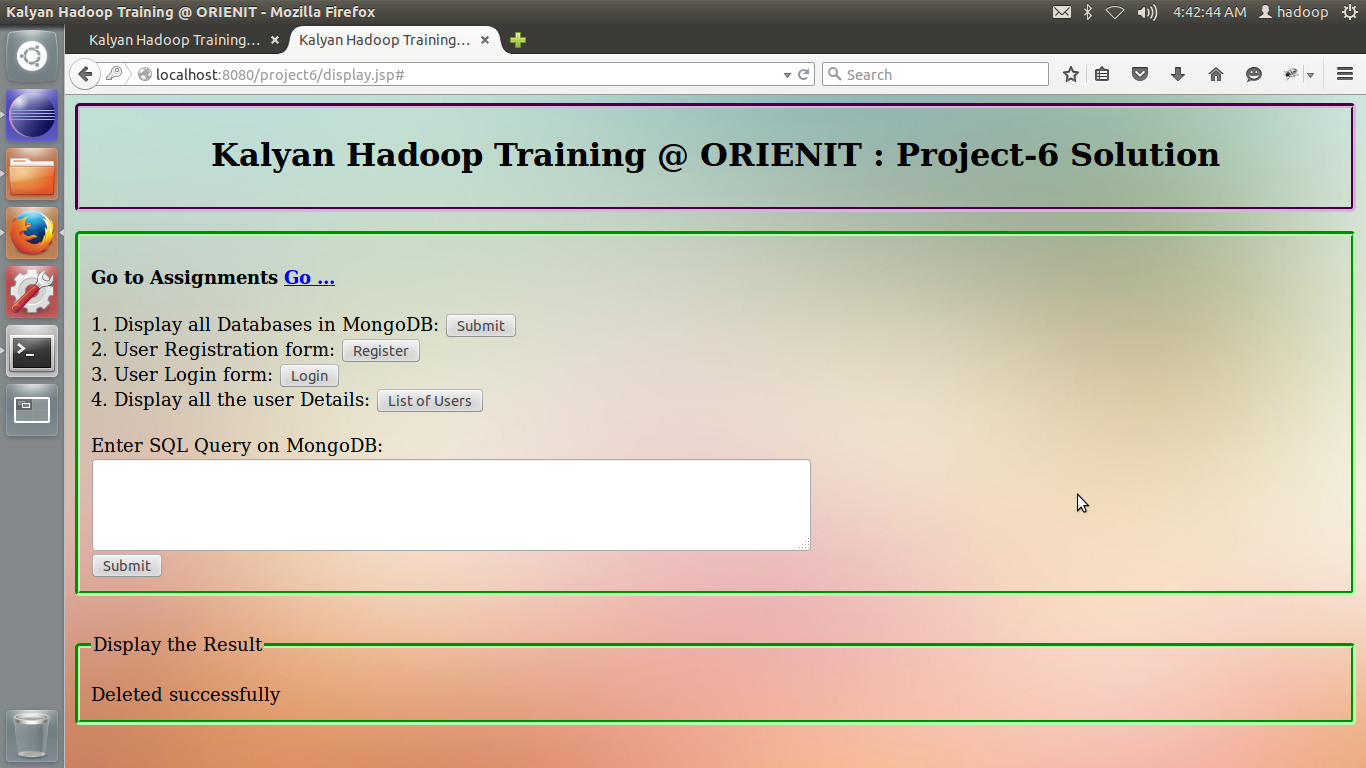 Kalyan Hadoop Training @ ORIENIT - Mozilla Firefox
4:42:44 AM hadoop
Kalyan Hadoop Training...
Kalyan Hadoop Training...
localhost:8080/project6/display.jsp#
Search
Kalyan Hadoop Training @ ORIENIT : Project-6 Solution
Go to Assignments Go ...
1. Display all Databases in MongoDB: Submit
2. User Registration form: Register
3. User Login form: Login
4. Display all the user Details: List of Users
Enter SQL Query on MongoDB:
Submit
Display the Result
Deleted successfully